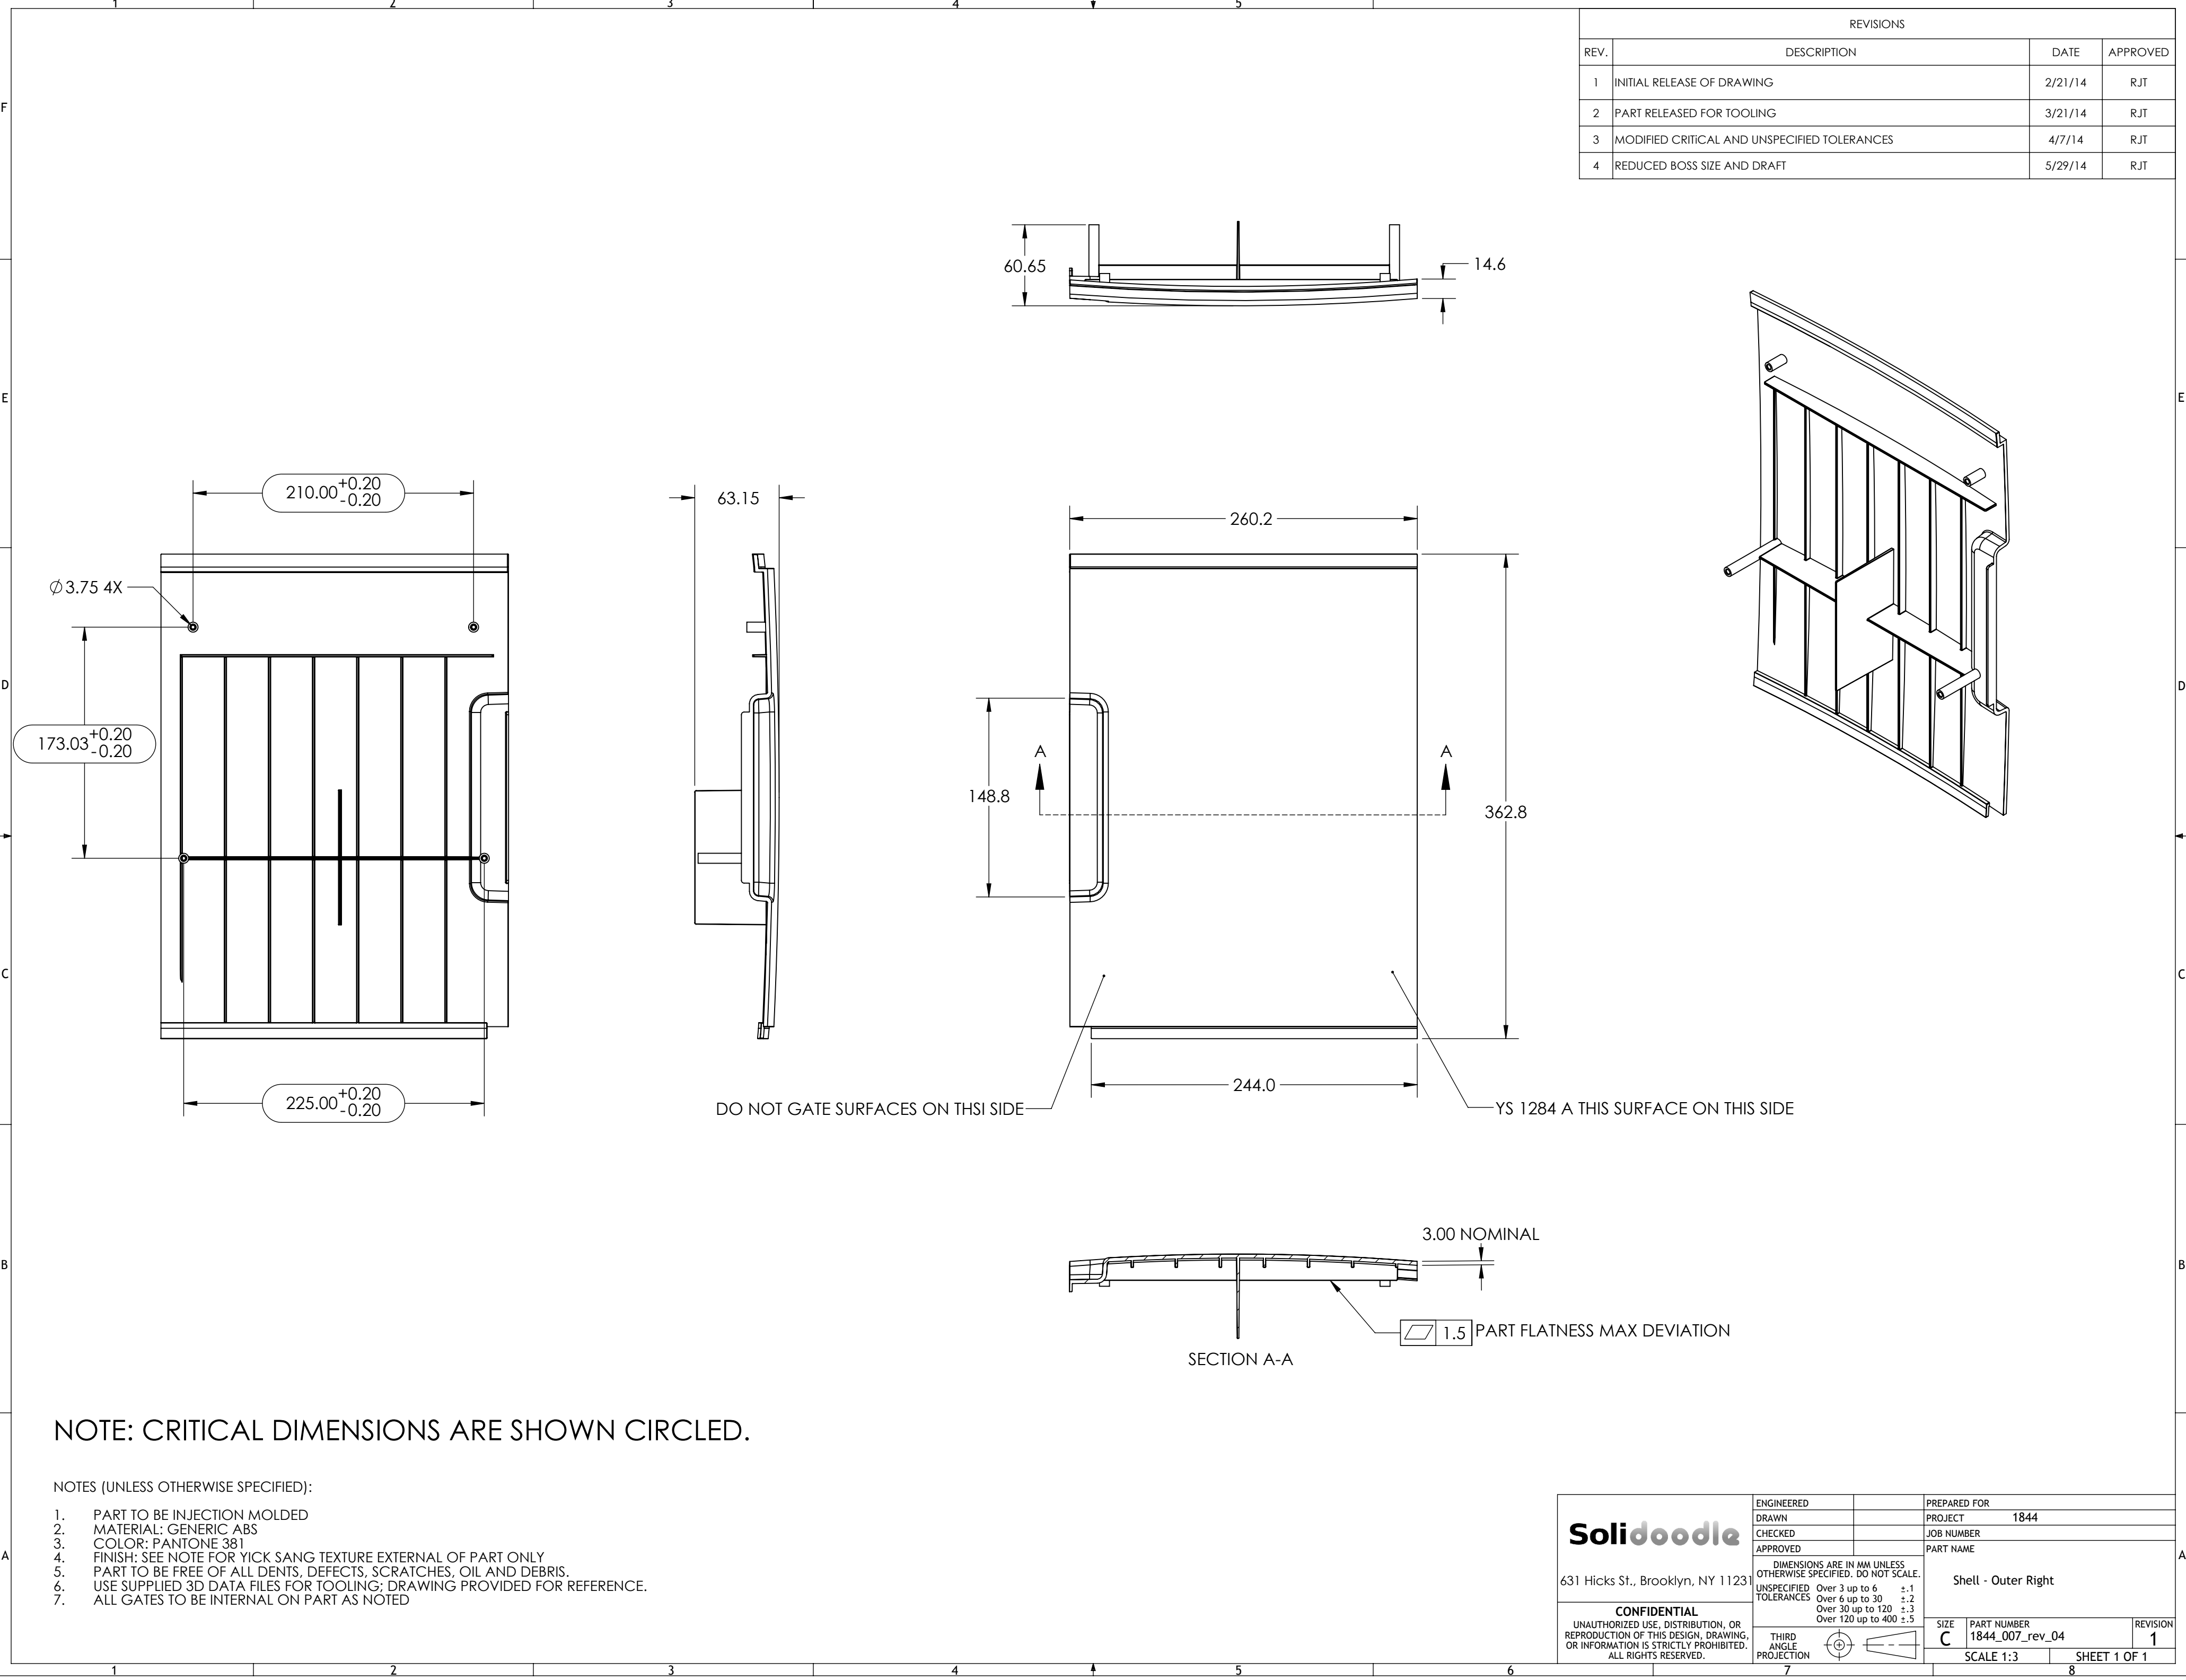 1 2 3 4 5
REVISIONS
REV. DESCRIPTION DATE APPROVED
1 INITIAL RELEASE OF DRAWING 2/21/14 RJT
2 PART RELEASED FOR TOOLING 3/21/14 RJT
3 MODIFIED CRITiCAL AND UNSPECIFIED TOLERANCES 4/7/14 RJT
4 REDUCED BOSS SIZE AND DRAFT 5/29/14 RJT
F
60.65
14.6
E
E
210.00 +0.20 -0.20
63.15
260.2
Ø3.75 4X
D
D
173.03 +0.20 -0.20
A
A
148.8
362.8
C
C
225.00 +0.20 -0.20
244.0
DO NOT GATE SURFACES ON THSI SIDE
YS 1284 A THIS SURFACE ON THIS SIDE
3.00 NOMINAL
B
B
⏥ 1.5 PART FLATNESS MAX DEVIATION
SECTION A-A
NOTE: CRITICAL DIMENSIONS ARE SHOWN CIRCLED.
NOTES (UNLESS OTHERWISE SPECIFIED):
1. PART TO BE INJECTION MOLDED
2. MATERIAL: GENERIC ABS
3. COLOR: PANTONE 381
4. FINISH: SEE NOTE FOR YICK SANG TEXTURE EXTERNAL OF PART ONLY
5. PART TO BE FREE OF ALL DENTS, DEFECTS, SCRATCHES, OIL AND DEBRIS.
6. USE SUPPLIED 3D DATA FILES FOR TOOLING; DRAWING PROVIDED FOR REFERENCE.
7. ALL GATES TO BE INTERNAL ON PART AS NOTED
A
A
Solidoodle
631 Hicks St., Brooklyn, NY 11231
CONFIDENTIAL
UNAUTHORIZED USE, DISTRIBUTION, OR
REPRODUCTION OF THIS DESIGN, DRAWING,
OR INFORMATION IS STRICTLY PROHIBITED.
ALL RIGHTS RESERVED.
ENGINEERED
DRAWN
CHECKED
APPROVED
DIMENSIONS ARE IN MM UNLESS
OTHERWISE SPECIFIED. DO NOT SCALE.
UNSPECIFIED Over 3 up to 6 ±.1
TOLERANCES Over 6 up to 30 ±.2
Over 30 up to 120 ±.3
Over 120 up to 400 ±.5
THIRD
ANGLE
PROJECTION
PREPARED FOR
PROJECT 1844
JOB NUMBER
PART NAME
Shell - Outer Right
SIZE PART NUMBER REVISION
C 1844_007_rev_04 1
SCALE 1:3 SHEET 1 OF 1
1 2 3 4 5 6 7 8